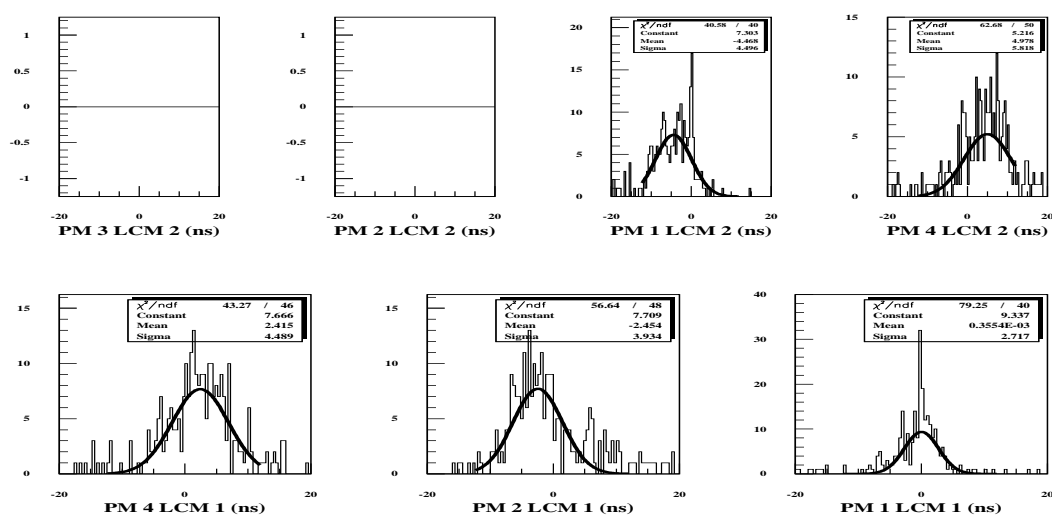 1
0.5
0
-0.5
-1
-20 0 20
PM 3 LCM 2 (ns)
1
0.5
0
-0.5
-1
-20 0 20
PM 2 LCM 2 (ns)
χ²/ndf 40.58 / 40
Constant 7.303
Mean -4.468
Sigma 4.496
20
15
10
5
0
-20 0 20
PM 1 LCM 2 (ns)
χ²/ndf 62.68 / 50
Constant 5.216
Mean 4.978
Sigma 5.818
15
10
5
0
-20 0 20
PM 4 LCM 2 (ns)
χ²/ndf 43.27 / 46
Constant 7.666
Mean 2.415
Sigma 4.489
15
10
5
0
-20 0 20
PM 4 LCM 1 (ns)
χ²/ndf 56.64 / 48
Constant 7.709
Mean -2.454
Sigma 3.934
15
10
5
0
-20 0 20
PM 2 LCM 1 (ns)
χ²/ndf 79.25 / 40
Constant 9.337
Mean 0.3554E-03
Sigma 2.717
40
30
20
10
0
-20 0 20
PM 1 LCM 1 (ns)